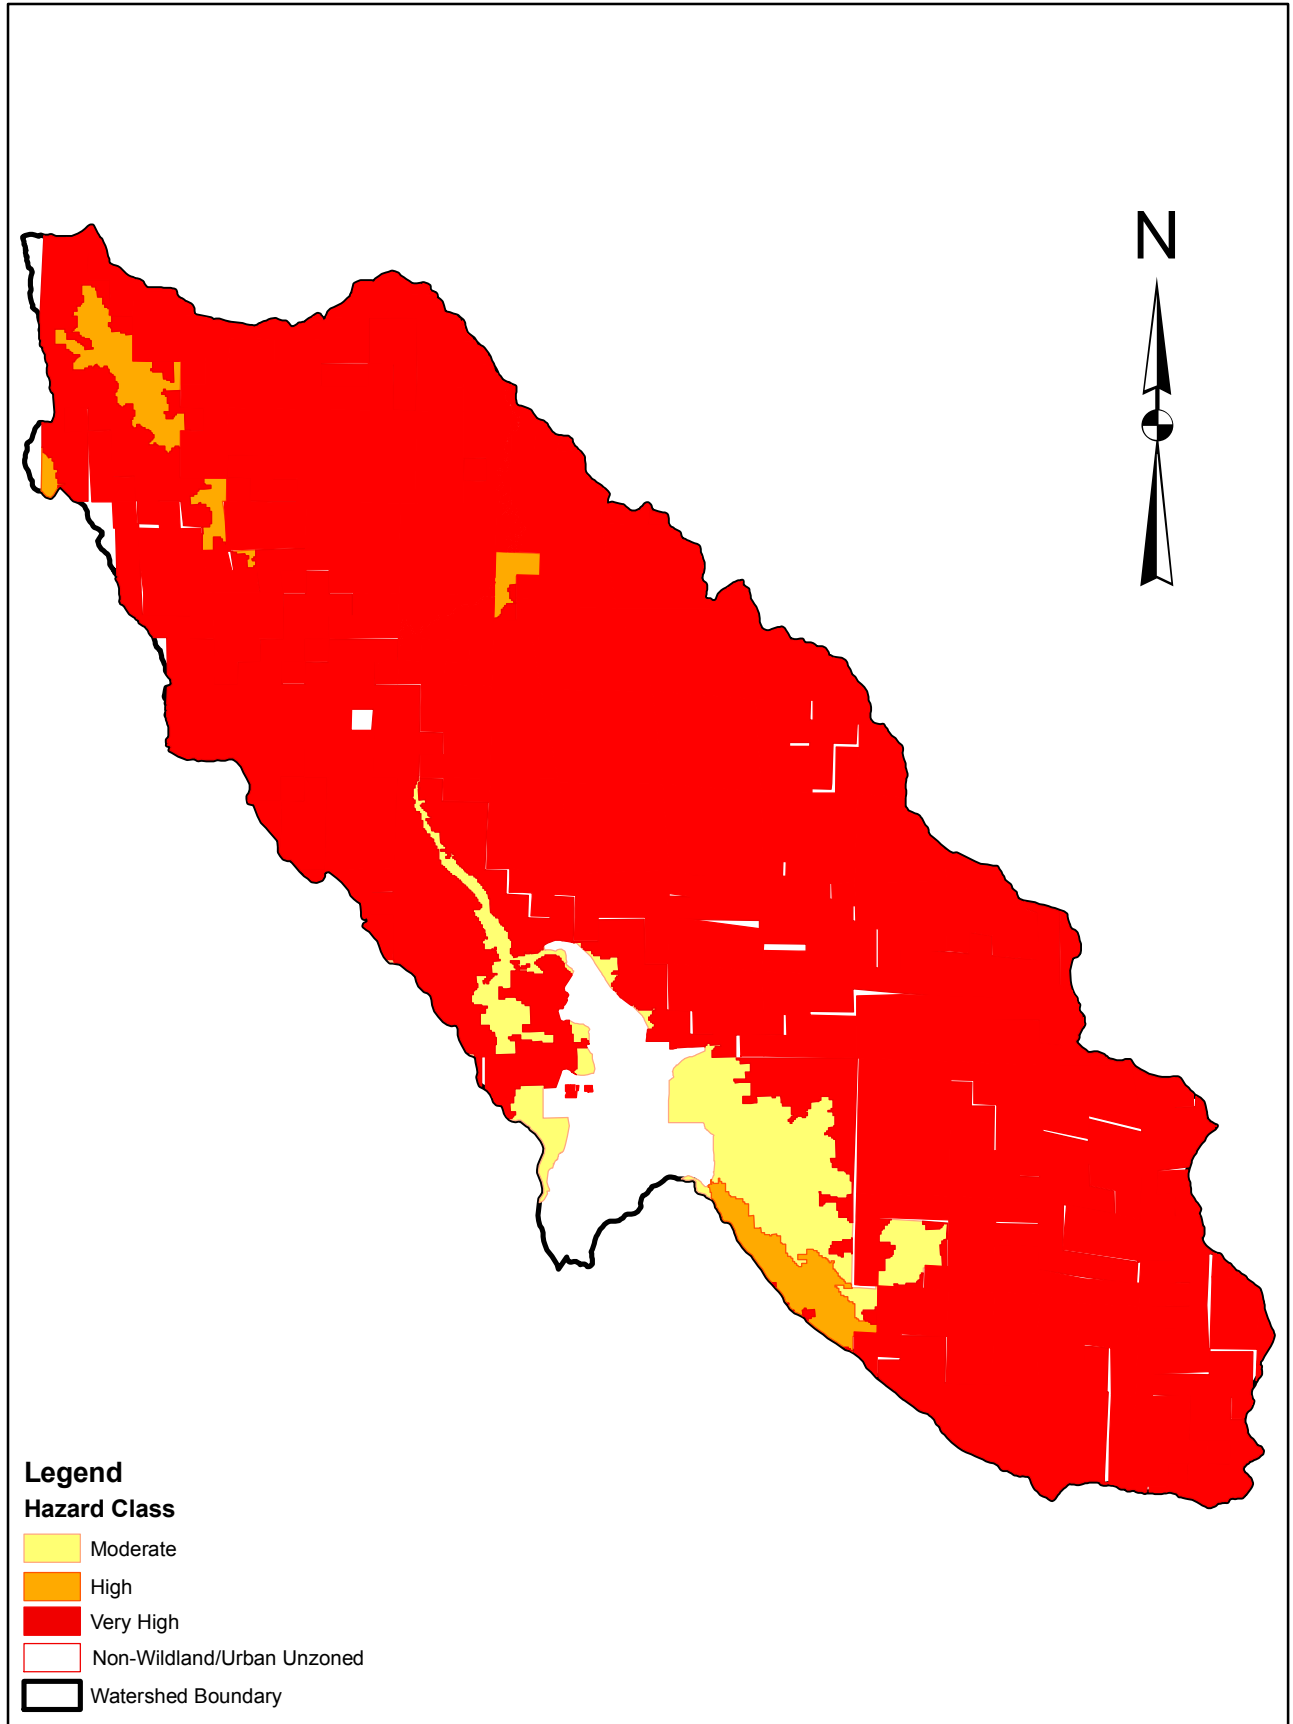 N
Legend
Hazard Class
Moderate
High
Very High
Non-Wildland/Urban Unzoned
Watershed Boundary